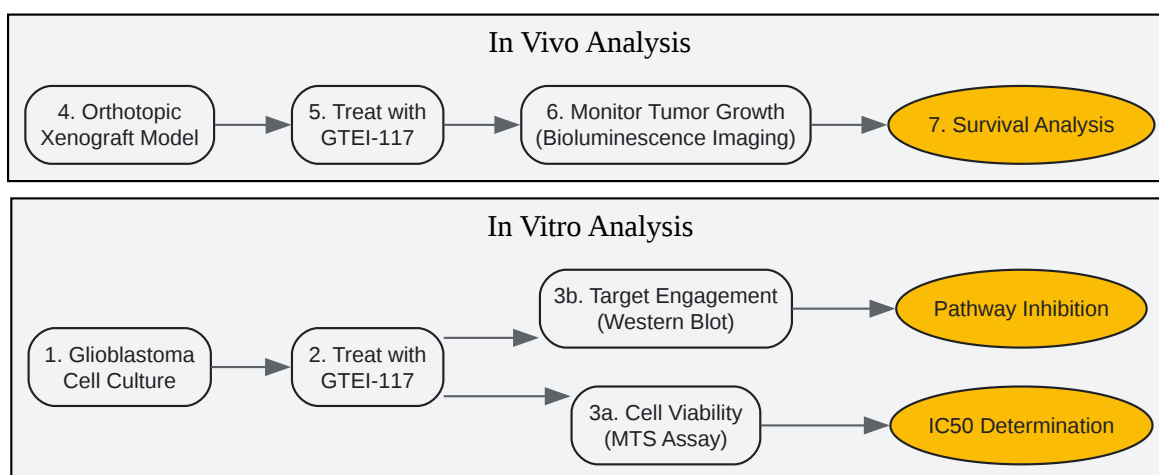 In Vivo Analysis
4. Orthotopic
Xenograft Model
5. Treat with
GTEI-117
6. Monitor Tumor Growth
(Bioluminescence Imaging)
7. Survival Analysis
In Vitro Analysis
1. Glioblastoma
Cell Culture
2. Treat with
GTEI-117
3b. Target Engagement
(Western Blot)
Pathway Inhibition
3a. Cell Viability
(MTS Assay)
IC50 Determination